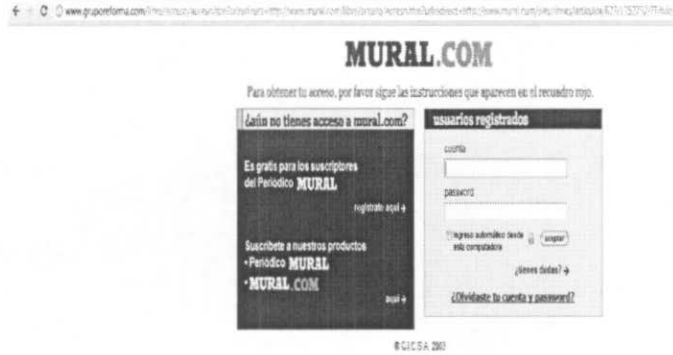 www.gruporeforma.com
MURAL.COM
Para obtener tu acceso, por favor sigue las instrucciones que aparecen en el recuadro rojo.
¿aún no tienes acceso a mural.com?
Es gratis para los suscriptores
del Periódico MURAL
regístrate aquí
Suscríbete a nuestros productos
• Periódico MURAL
• MURAL.COM
aquí
usuarios registrados
cuenta
password
ingreso automático desde
esta computadora
aceptar
¿tienes dudas?
¿Olvidaste tu cuenta y password?